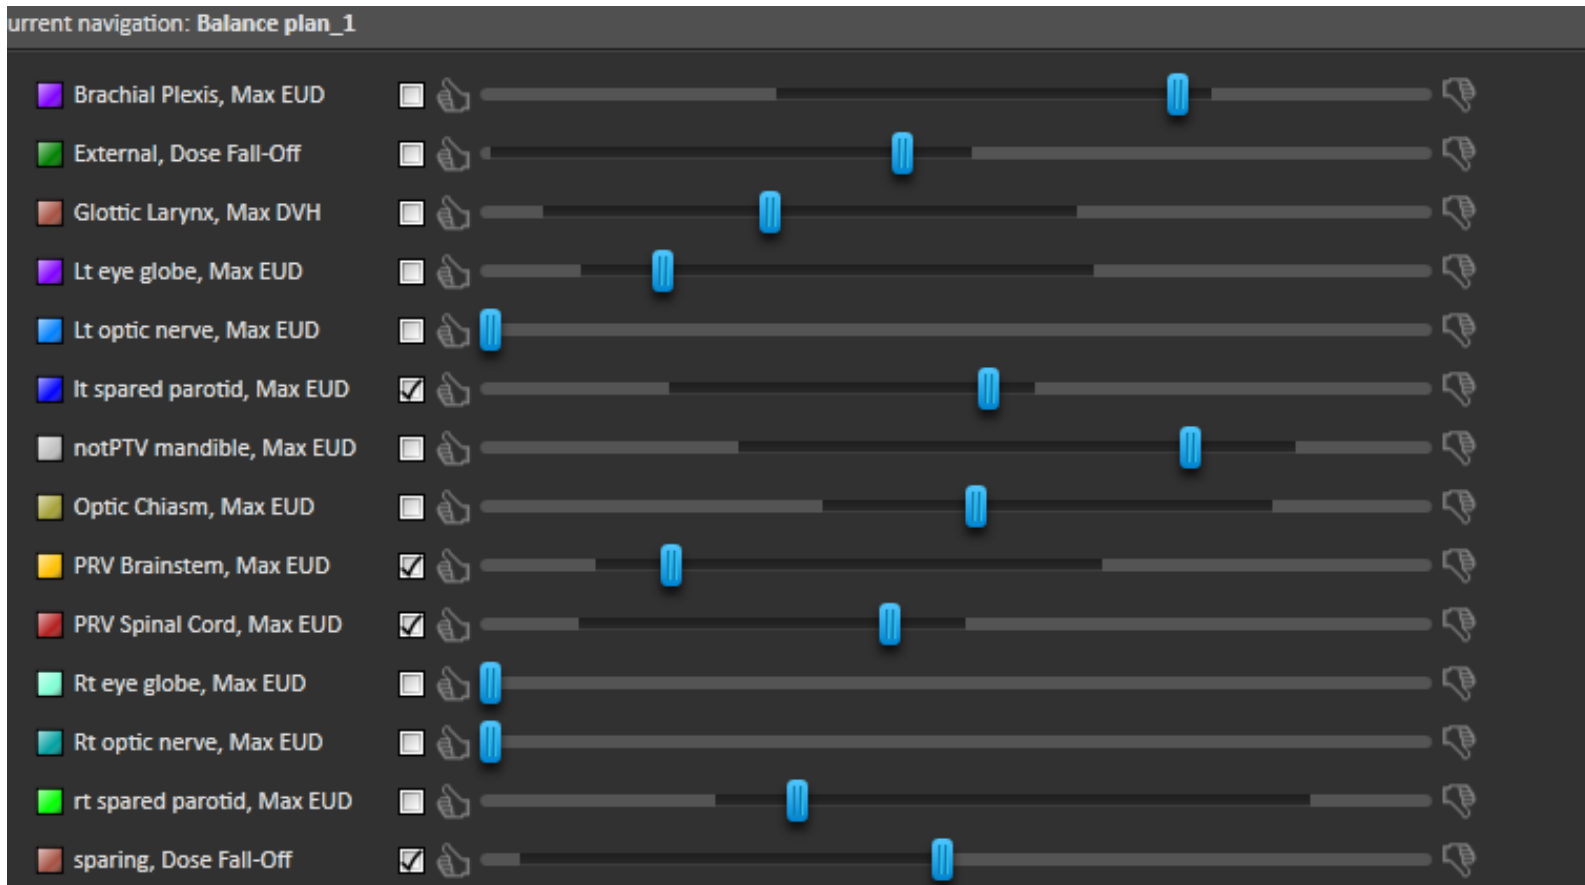 urrent navigation: Balance plan_1
Brachial Plexis, Max EUD
External, Dose Fall-Off
Glottic Larynx, Max DVH
Lt eye globe, Max EUD
Lt optic nerve, Max EUD
lt spared parotid, Max EUD
notPTV mandible, Max EUD
Optic Chiasm, Max EUD
PRV Brainstem, Max EUD
PRV Spinal Cord, Max EUD
Rt eye globe, Max EUD
Rt optic nerve, Max EUD
rt spared parotid, Max EUD
sparing, Dose Fall-Off